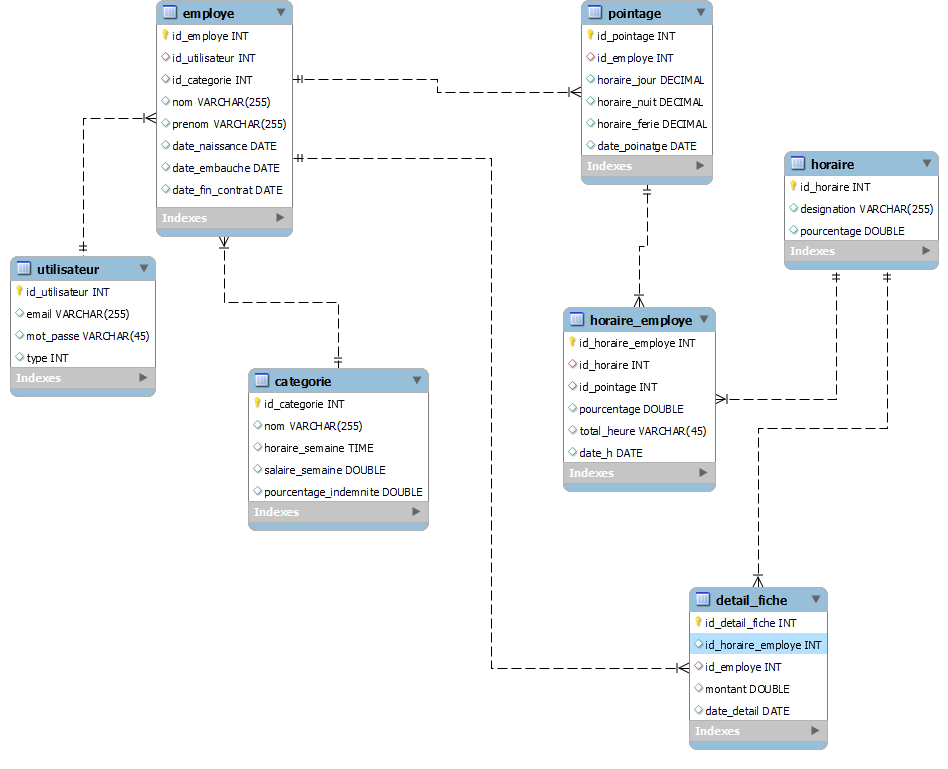 employe
id_employe INT
id_utilisateur INT
id_categorie INT
nom VARCHAR(255)
prenom VARCHAR(255)
date_naissance DATE
date_embauche DATE
date_fin_contrat DATE
Indexes
pointage
id_pointage INT
id_employe INT
horaire_jour DECIMAL
horaire_nuit DECIMAL
horaire_ferie DECIMAL
date_poinatge DATE
Indexes
horaire
id_horaire INT
designation VARCHAR(255)
pourcentage DOUBLE
Indexes
utilisateur
id_utilisateur INT
email VARCHAR(255)
mot_passe VARCHAR(45)
type INT
Indexes
categorie
id_categorie INT
nom VARCHAR(255)
horaire_semaine TIME
salaire_semaine DOUBLE
pourcentage_indemnite DOUBLE
Indexes
horaire_employe
id_horaire_employe INT
id_horaire INT
id_pointage INT
pourcentage DOUBLE
total_heure VARCHAR(45)
date_h DATE
Indexes
detail_fiche
id_detail_fiche INT
id_horaire_employe INT
id_employe INT
montant DOUBLE
date_detail DATE
Indexes